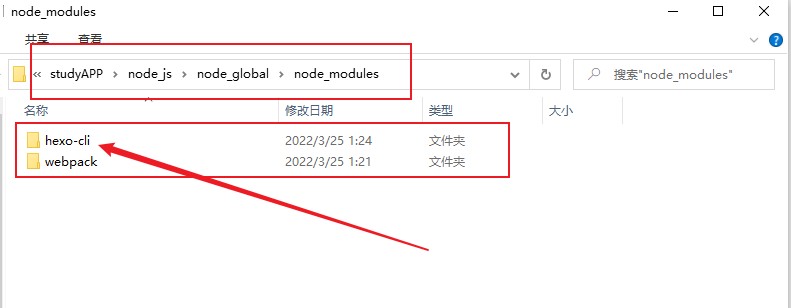 node_modules
共享 查看
« studyAPP › node_js › node_global › node_modules 搜索"node_modules"
名称 修改日期 类型 大小
hexo-cli 2022/3/25 1:24 文件夹
webpack 2022/3/25 1:21 文件夹